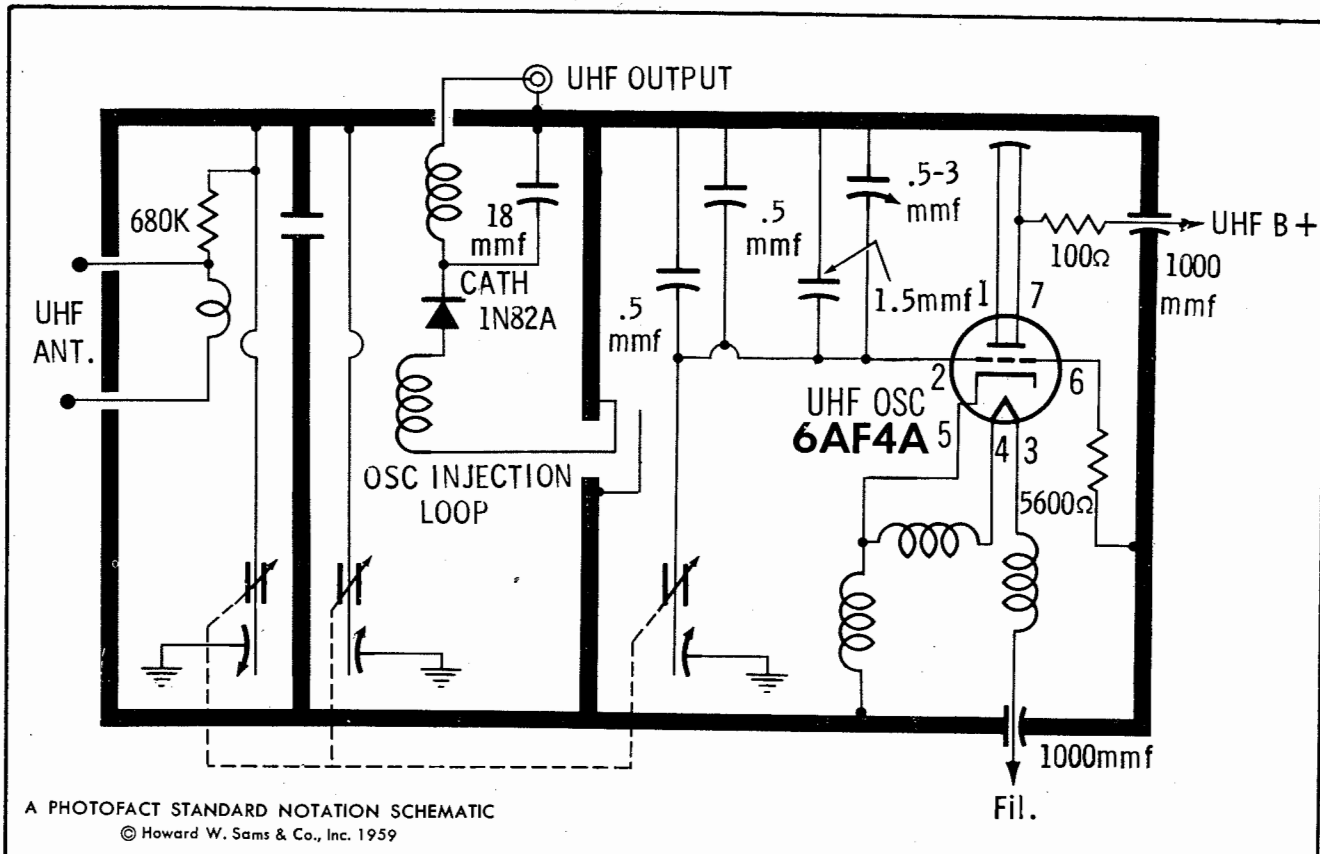 UHF OUTPUT
680K
UHF
ANT.
18
mmf
CATH
1N82A
OSC INJECTION
LOOP
.5
mmf
.5
mmf
.5-3
mmf
1.5mmf
1
7
100Ω
UHF B+
1000
mmf
2
6
UHF OSC
6AF4A
5
4
3
5600Ω
1000mmf
Fil.
A PHOTOFACT STANDARD NOTATION SCHEMATIC
© Howard W. Sams & Co., Inc. 1959